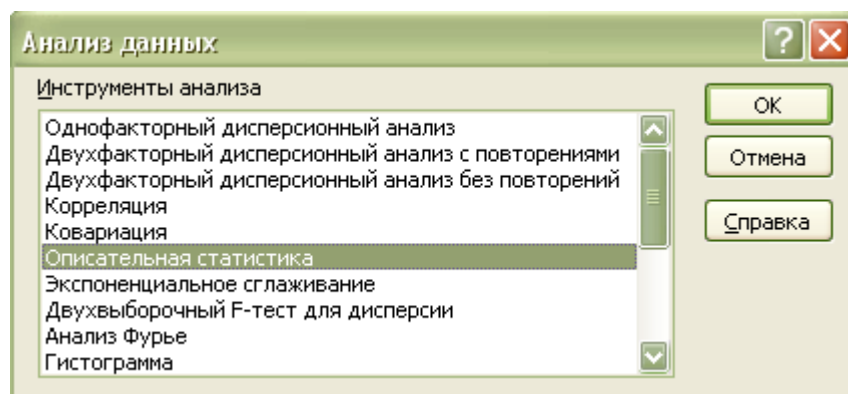 Анализ данных
Инструменты анализа
Однофакторный дисперсионный анализ
Двухфакторный дисперсионный анализ с повторениями
Двухфакторный дисперсионный анализ без повторений
Корреляция
Ковариация
Описательная статистика
Экспоненциальное сглаживание
Двухвыборочный F-тест для дисперсии
Анализ Фурье
Гистограмма
ОК
Отмена
Справка